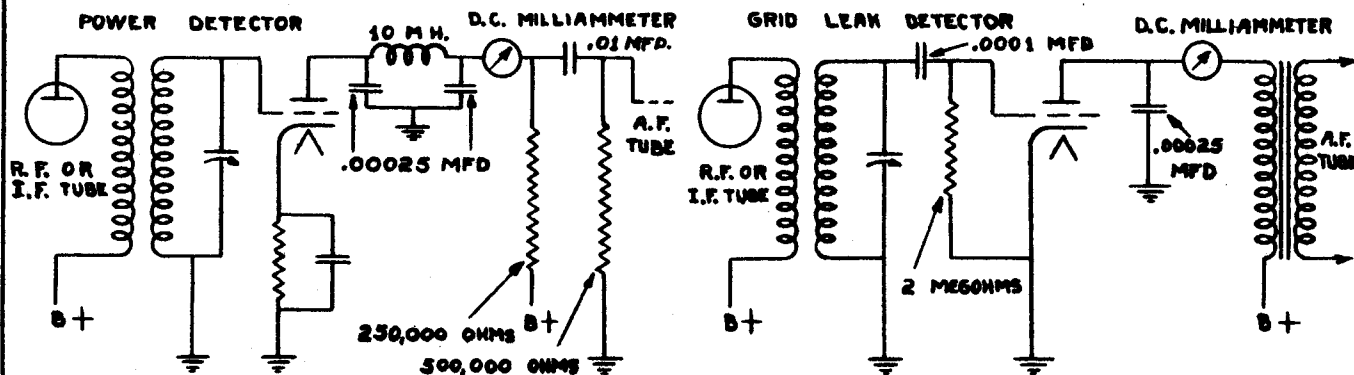 POWER DETECTOR
10 M H.
D.C. MILLIAMMETER
.01 MFD.
R.F. OR
I.F. TUBE
.00025 MFD
A.F.
TUBE
B+
250,000 OHMS
B+
500,000 OHMS
GRID LEAK DETECTOR
.0001 MFD
D.C. MILLIAMMETER
R.F. OR
I.F. TUBE
.00025
MFD
A.F.
TUBE
2 MEGOHMS
B+
B+